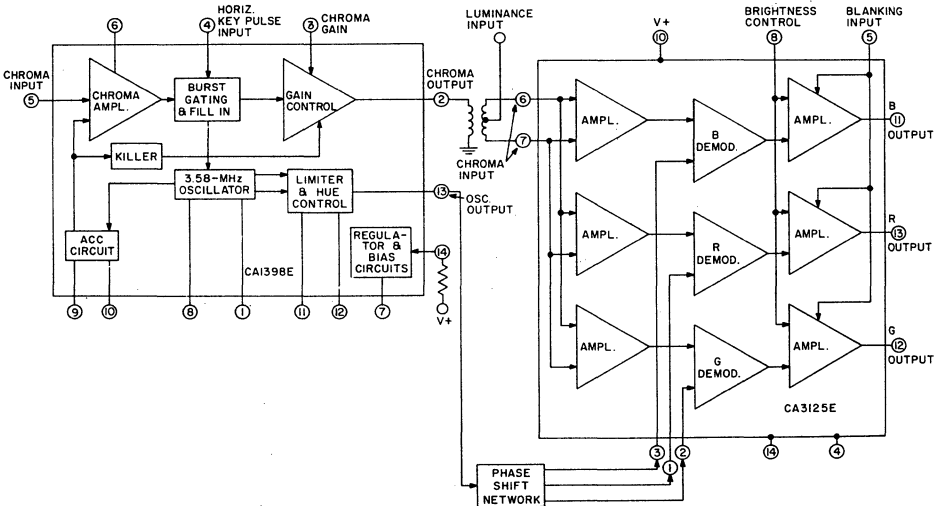 HORIZ.
KEY PULSE
INPUT
6
4
3
CHROMA
GAIN
CHROMA
INPUT
5
CHROMA
AMPL.
BURST
GATING
& FILL IN
GAIN
CONTROL
CHROMA
OUTPUT
2
KILLER
3.58-MHz
OSCILLATOR
LIMITER
& HUE
CONTROL
13
OSC.
OUTPUT
ACC
CIRCUIT
CA1398E
REGULA-
TOR &
BIAS
CIRCUITS
14
V+
9
10
8
1
11
12
7
LUMINANCE
INPUT
6
7
CHROMA
INPUT
V+
10
BRIGHTNESS
CONTROL
8
BLANKING
INPUT
5
AMPL.
B
DEMOD.
AMPL.
B
11
OUTPUT
AMPL.
R
DEMOD.
AMPL.
R
13
OUTPUT
AMPL.
G
DEMOD.
AMPL.
G
12
OUTPUT
CA3125E
3
1
2
14
4
PHASE
SHIFT
NETWORK